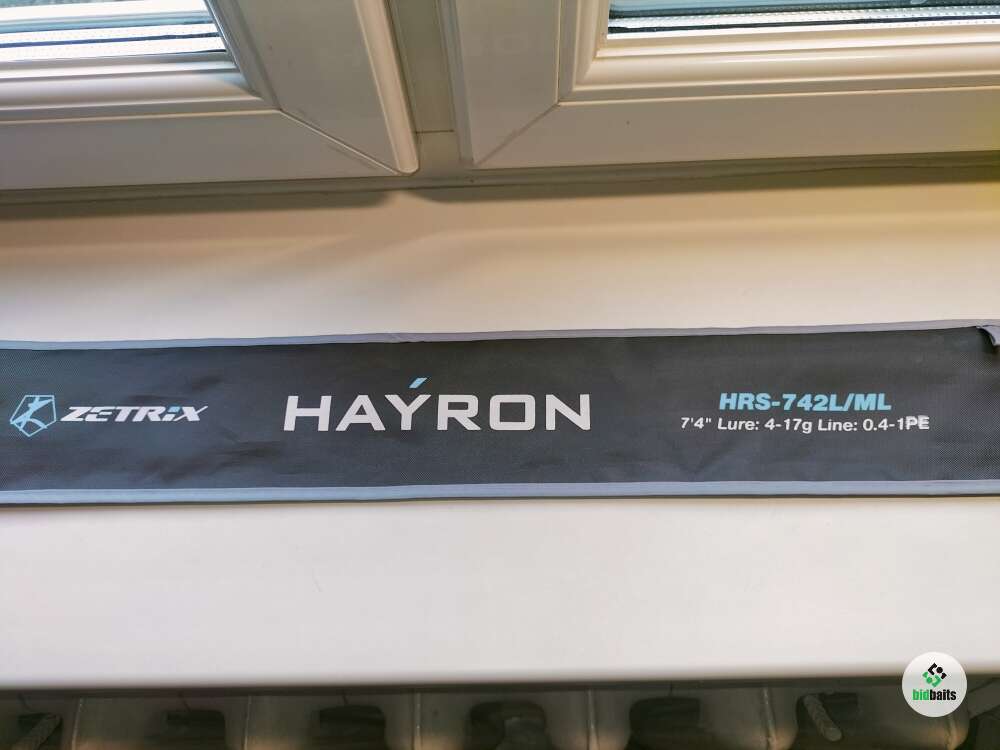 ZETRIX
HAÝRON
HRS-742L/ML
7'4" Lure: 4-17g Line: 0.4-1PE
bidbaits